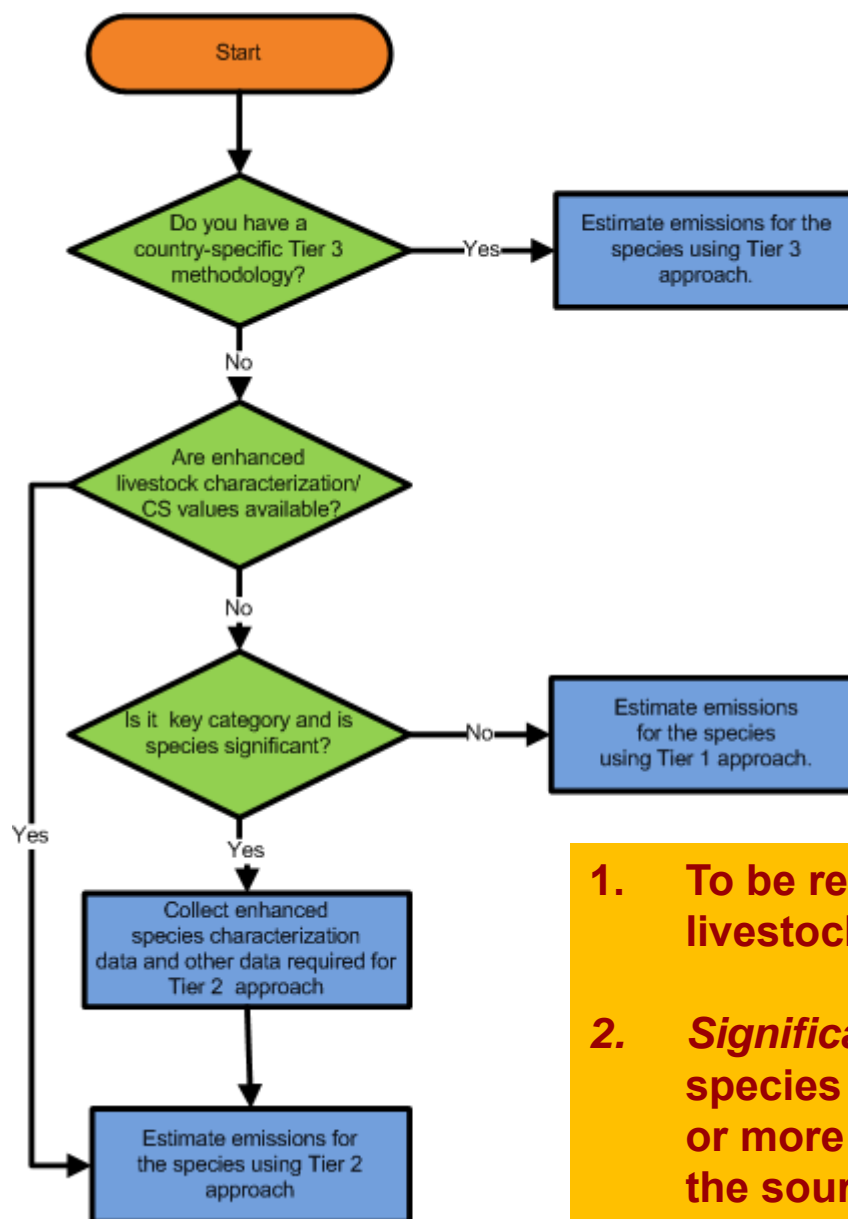 Start
Do you have a
country-specific Tier 3
methodology?
Yes
Estimate emissions for the
species using Tier 3
approach.
No
Are enhanced
livestock characterization/
CS values available?
No
Is it key category and is
species significant?
No
Estimate emissions
for the species
using Tier 1 approach.
Yes
Yes
Collect enhanced
species characterization
data and other data required for
Tier 2 approach
Estimate emissions for
the species using Tier 2
approach
1. To be
2.
species
or more
the